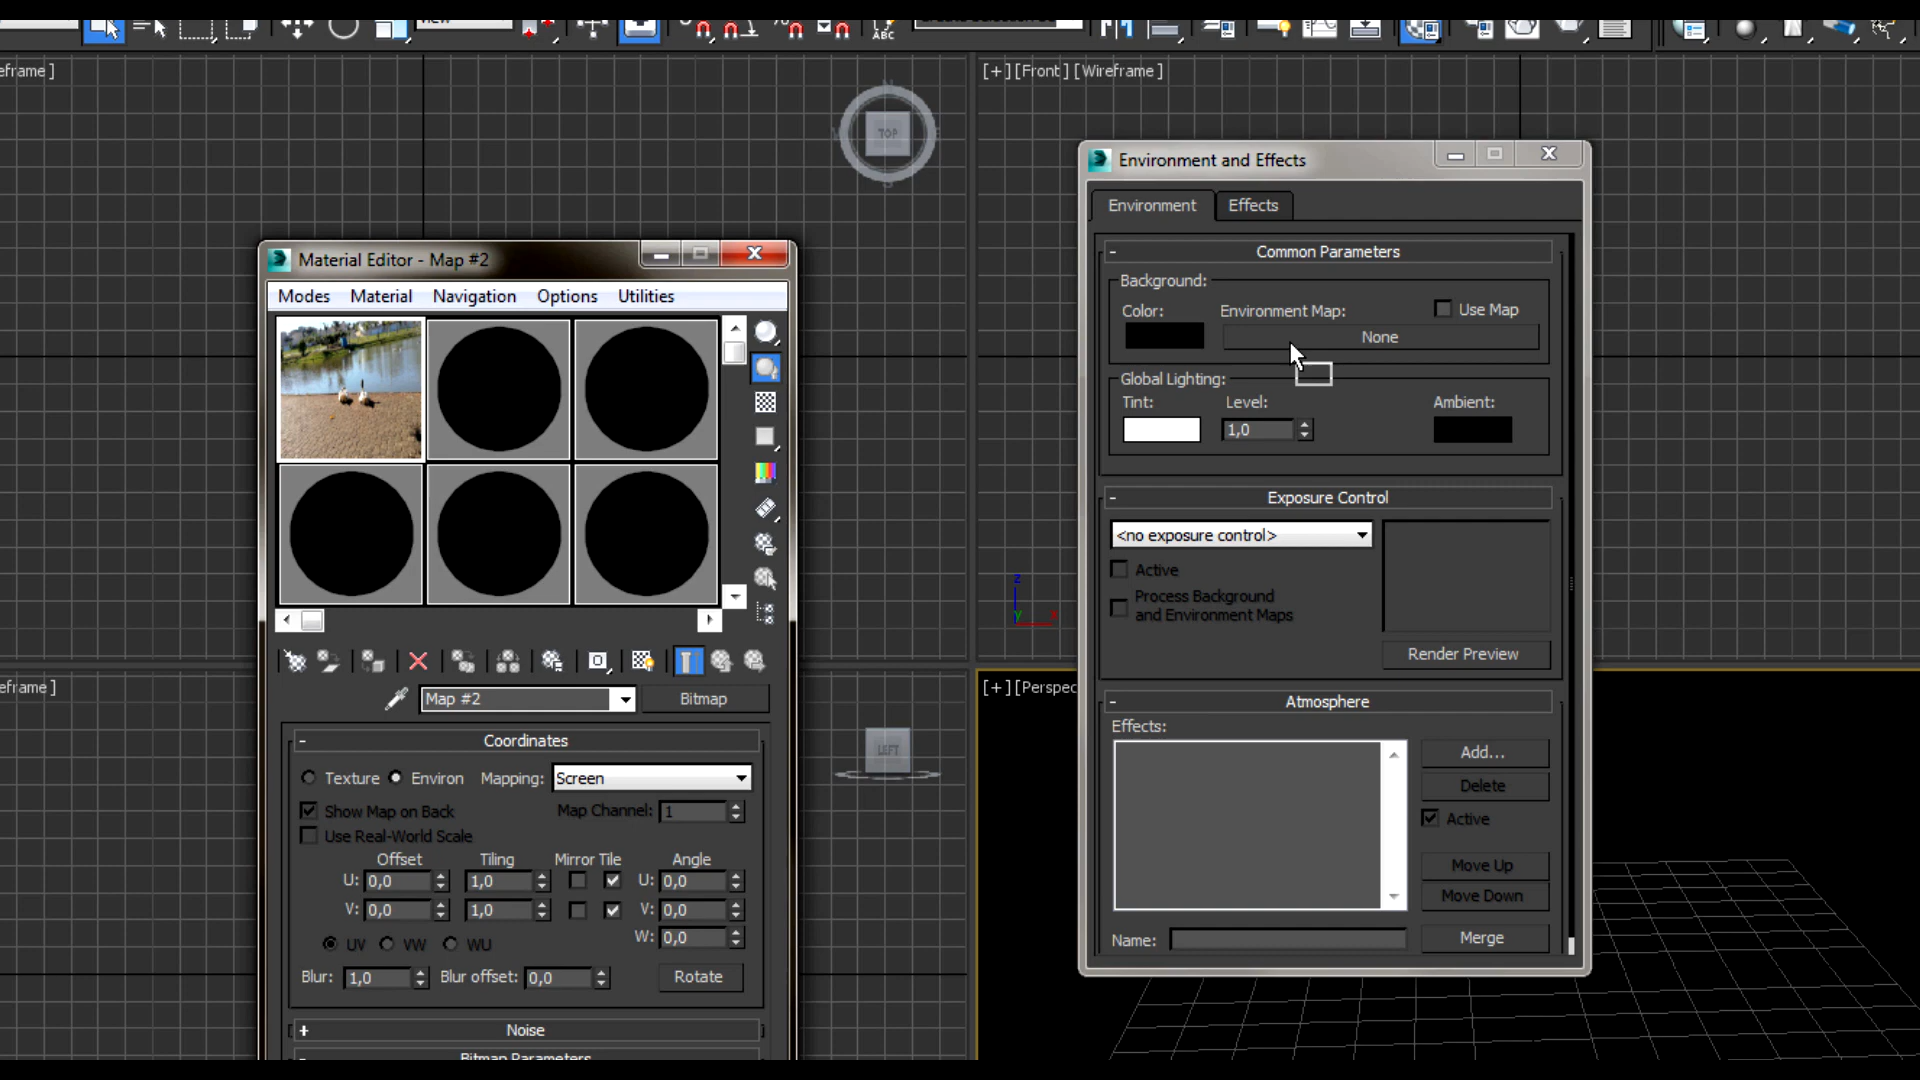 ABC
eframe ]
[+][Front][Wireframe]
TOP
Environment and Effects
Environment
Effects
Material Editor - Map #2
Modes Material Navigation Options Utilities
- Common Parameters
Background:
Color: Environment Map: Use Map
None
Global Lighting:
Tint: Level: Ambient:
1,0
- Exposure Control
<no exposure control>
Active
Process Background
and Environment Maps
Render Preview
z
y x
eframe ]
[+][Perspec
Map #2 Bitmap
- Atmosphere
Effects:
Add...
Delete
Active
Move Up
Move Down
Name:
Merge
LEFT
- Coordinates
Texture Environ Mapping: Screen
Show Map on Back Map Channel: 1
Use Real-World Scale
Offset Tiling Mirror Tile Angle
U: 0,0 1,0 U: 0,0
V: 0,0 1,0 V: 0,0
W: 0,0
UV VW WU
Blur: 1,0 Blur offset: 0,0 Rotate
+ Noise
- Bitmap Parameters